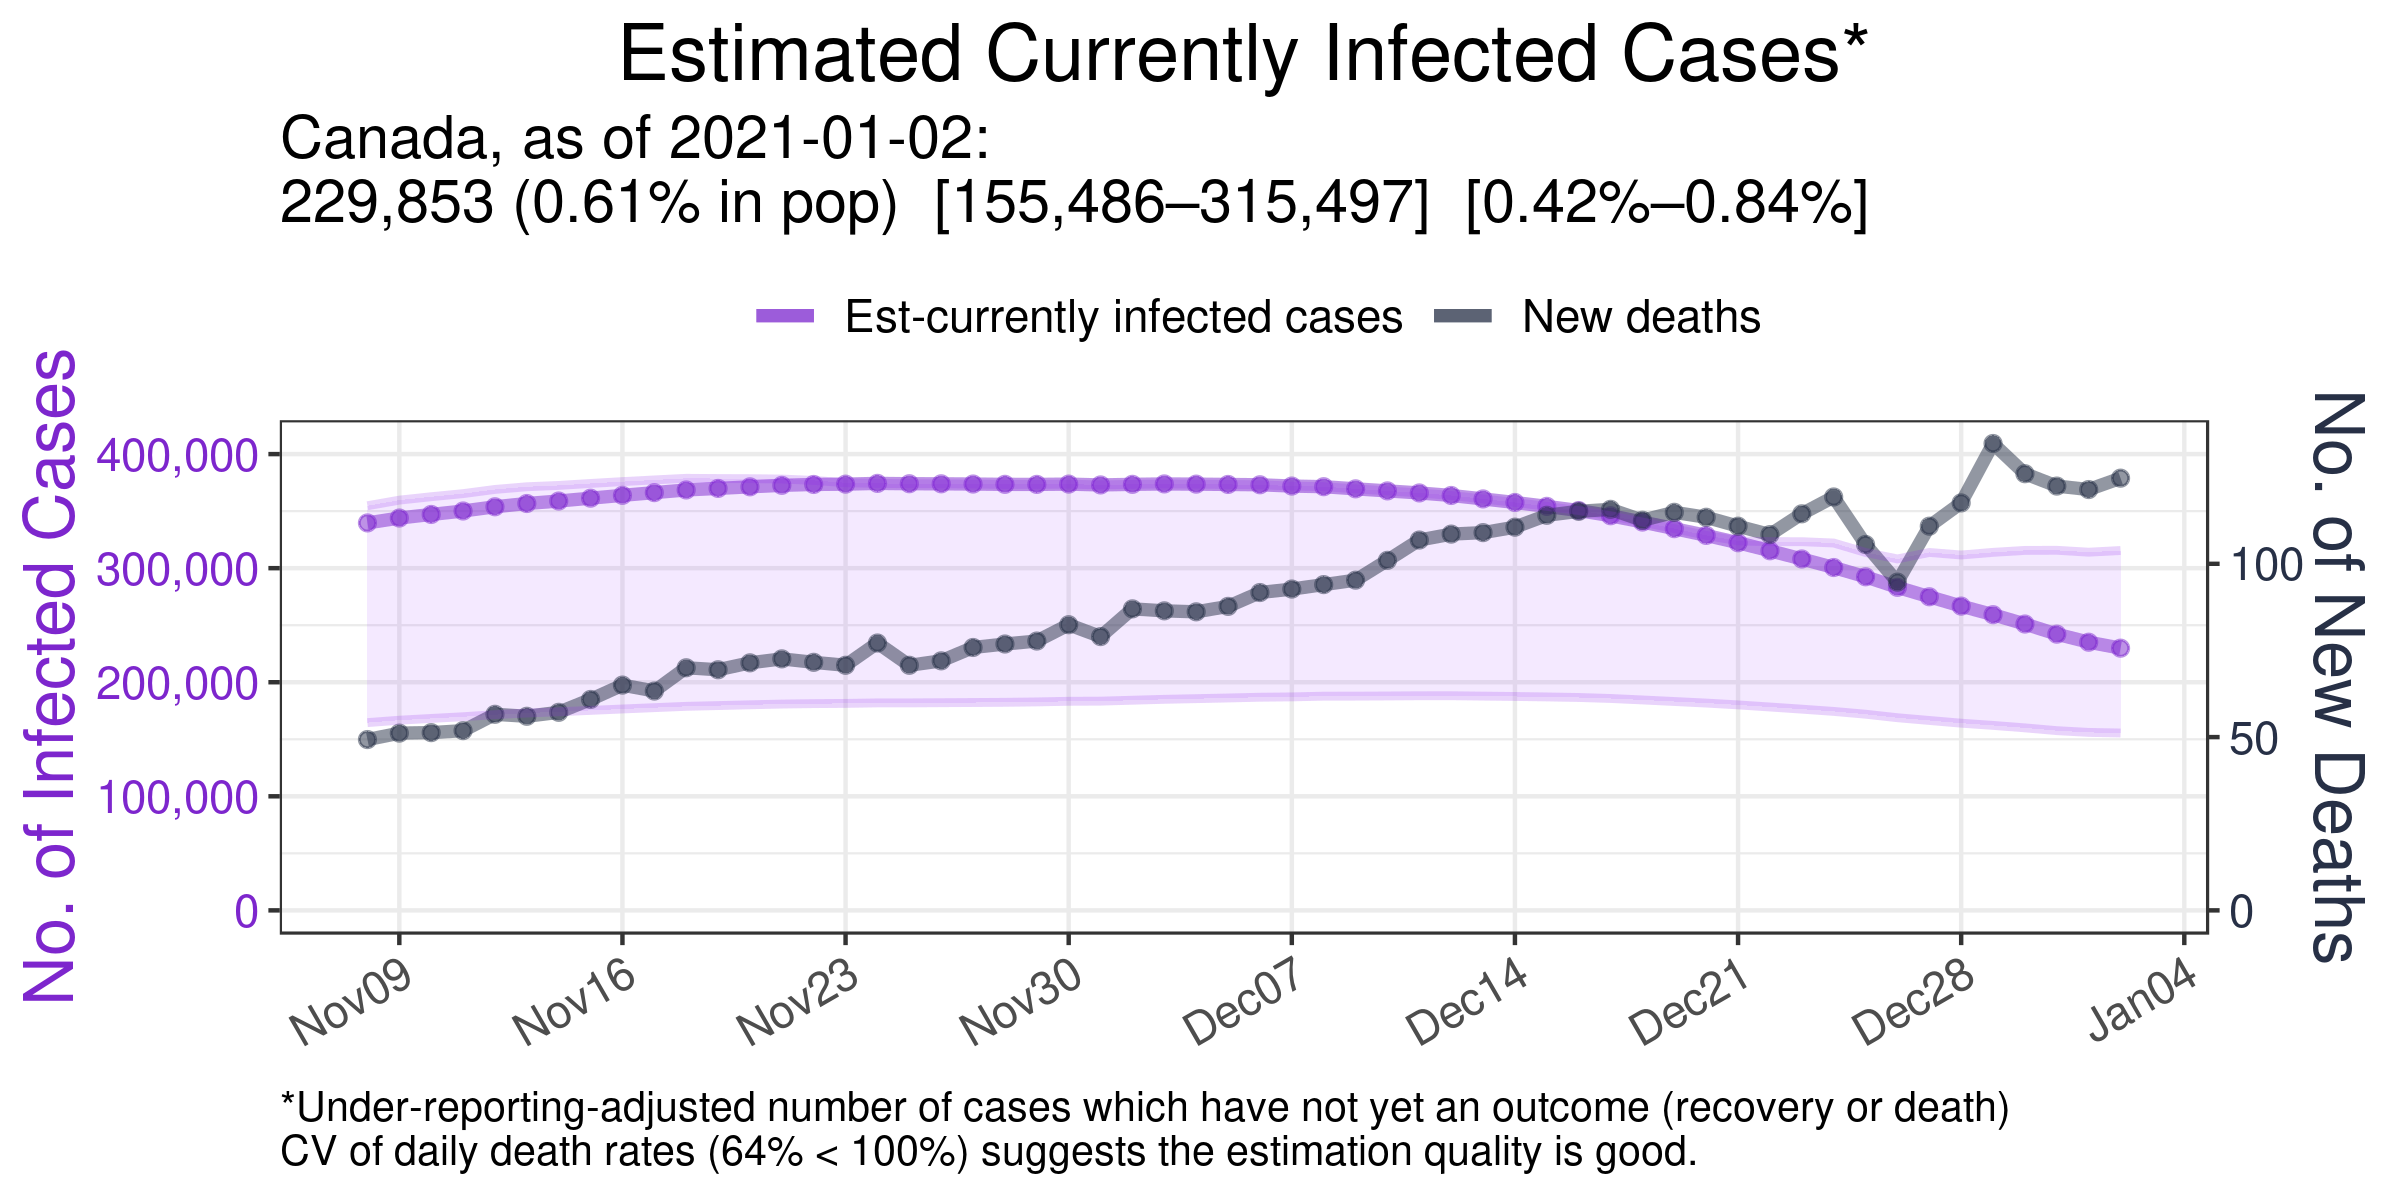 Estimated Currently Infected Cases*
Canada, as of 2021-01-02:
229,853 (0.61% in pop)  [155,486–315,497]  [0.42%–0.84%]
Est-currently infected cases
New deaths
No. of Infected Cases
400,000
300,000
200,000
100,000
0
No. of New Deaths
100
50
0
Nov09
Nov16
Nov23
Nov30
Dec07
Dec14
Dec21
Dec28
Jan04
*Under-reporting-adjusted number of cases which have not yet an outcome (recovery or death)
CV of daily death rates (64% < 100%) suggests the estimation quality is good.